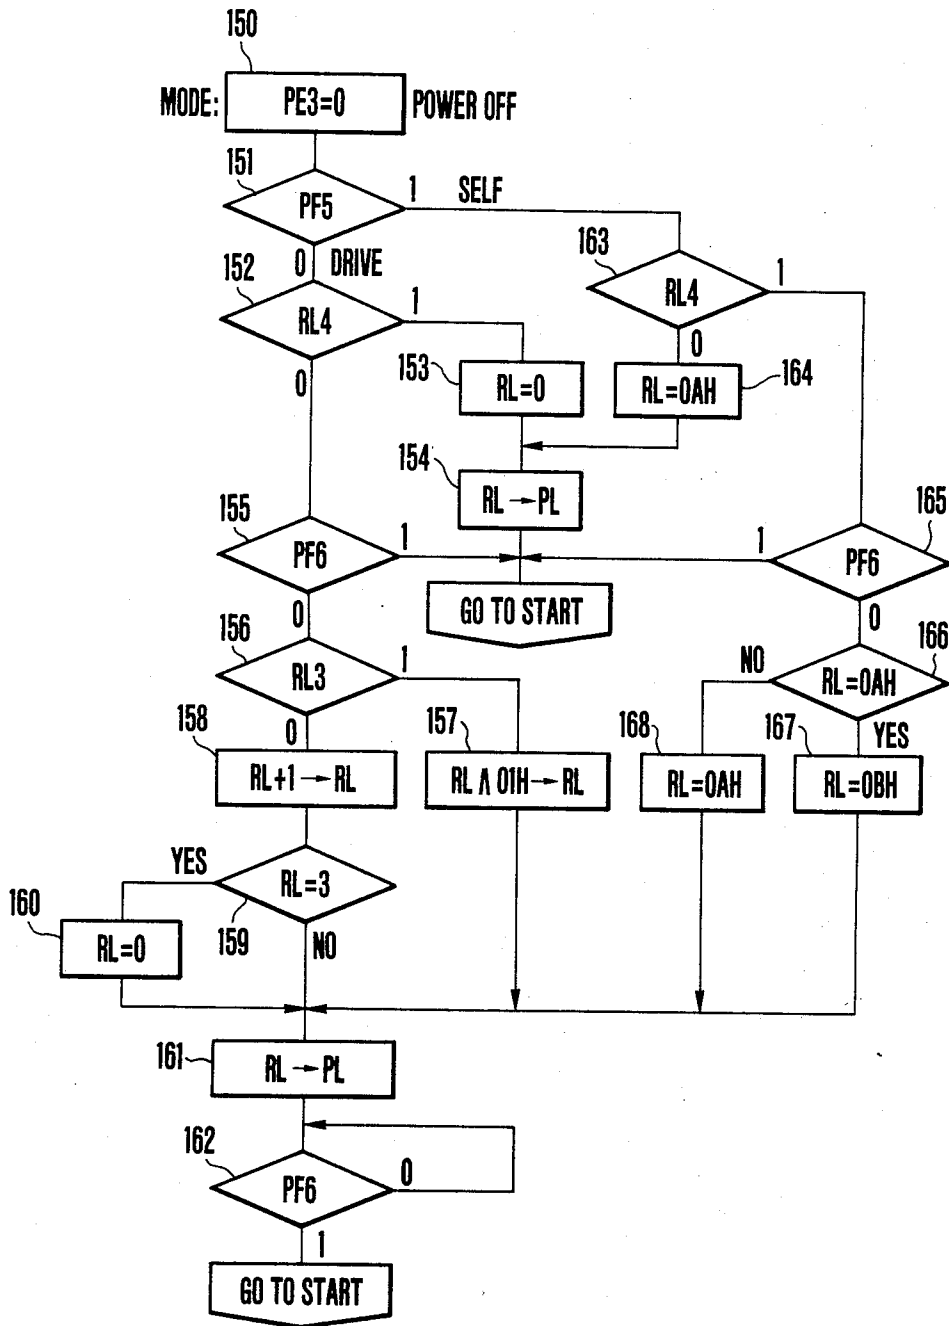 150
MODE: PE3=0 POWER OFF
151
PF5
1 SELF
0 DRIVE
152
RL4
1
0
163
RL4
1
0
153
RL=0
RL=0AH
164
154
RL → PL
155
PF6
1
0
165
PF6
1
0
GO TO START
156
RL3
1
0
166
RL=0AH
NO
YES
158
RL+1 → RL
157
RL ∧ 01H → RL
168
RL=0AH
167
RL=0BH
159
RL=3
YES
NO
160
RL=0
161
RL → PL
162
PF6
0
1
GO TO START